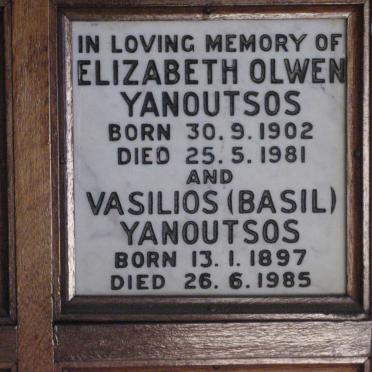 IN LOVING MEMORY OF
ELIZABETH OLWEN
YANOUTSOS
BORN 30.9.1902
DIED 25.5.1981
AND
VASILIOS (BASIL)
YANOUTSOS
BORN 13.1.1897
DIED 26.6.1985